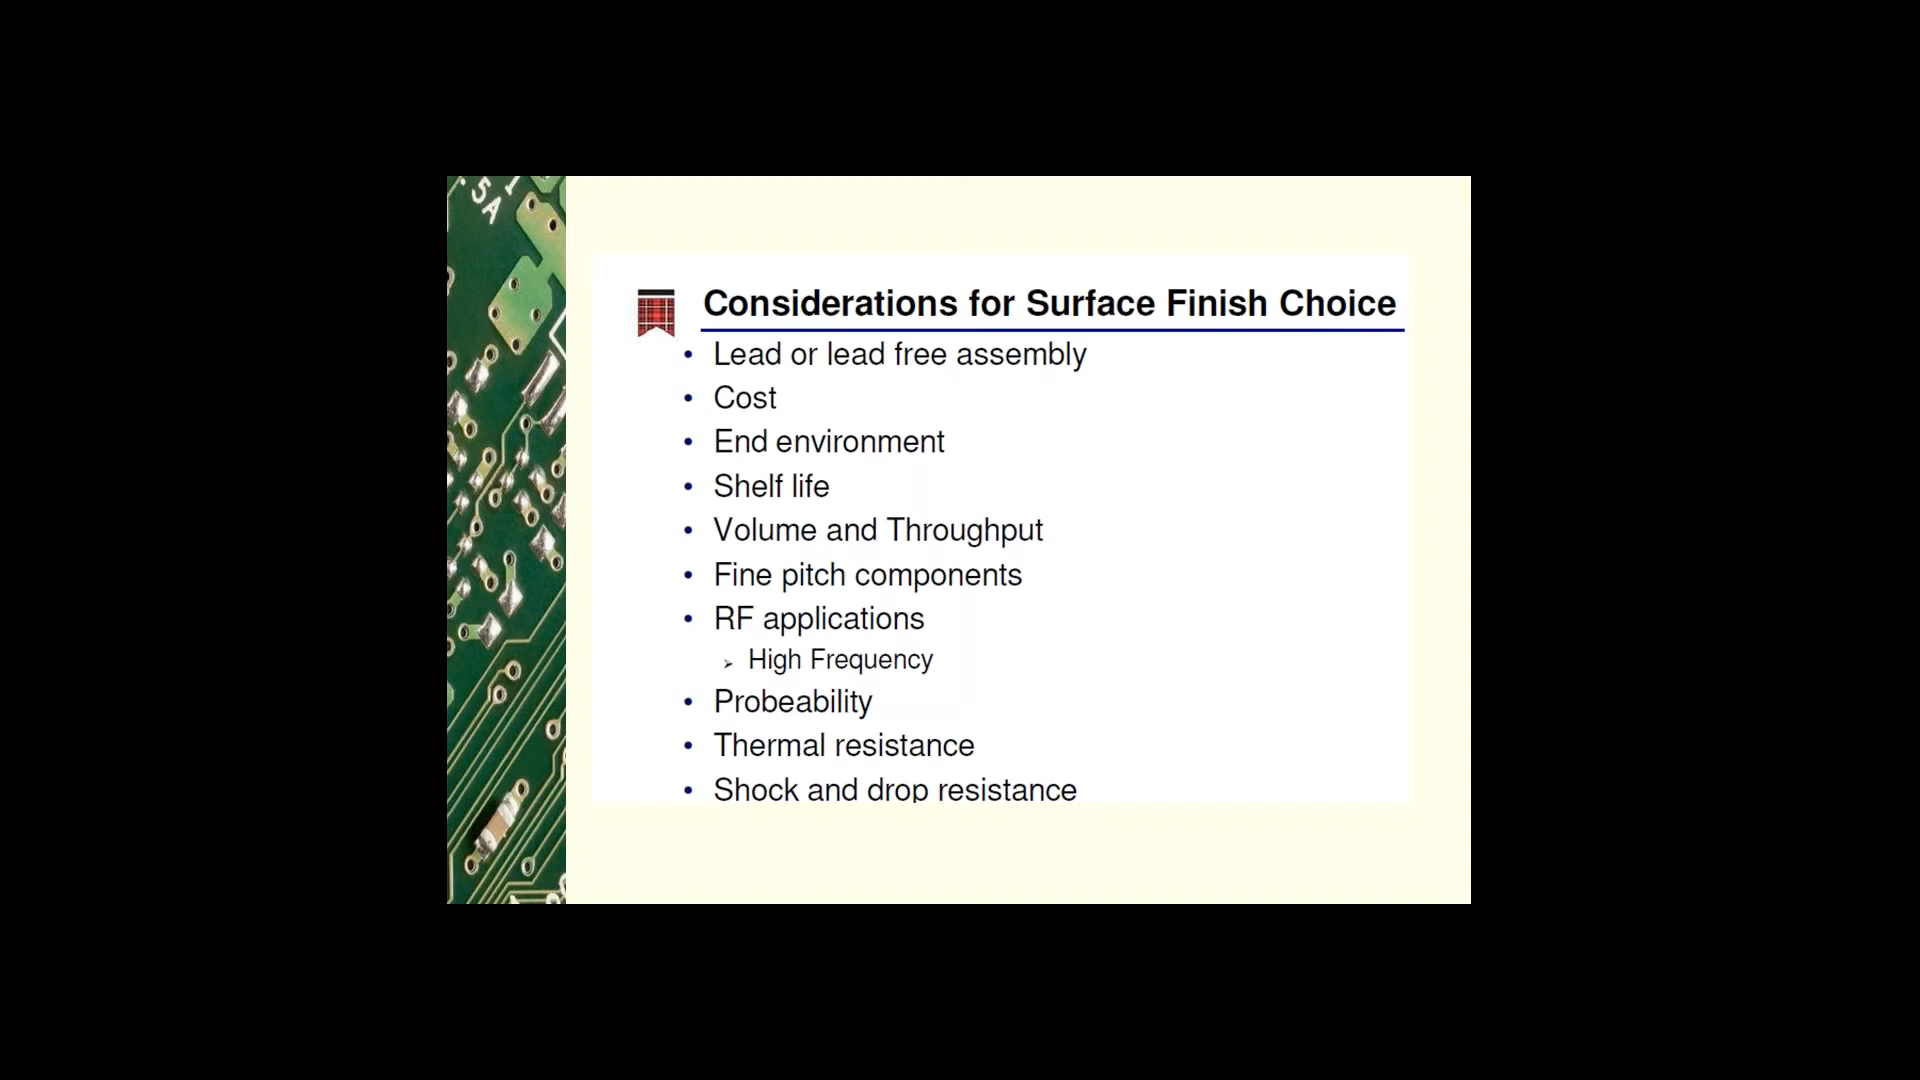 .5A
Considerations for Surface Finish Choice
• Lead or lead free assembly
• Cost
• End environment
• Shelf life
• Volume and Throughput
• Fine pitch components
• RF applications
➢ High Frequency
• Probeability
• Thermal resistance
• Shock and drop resistance